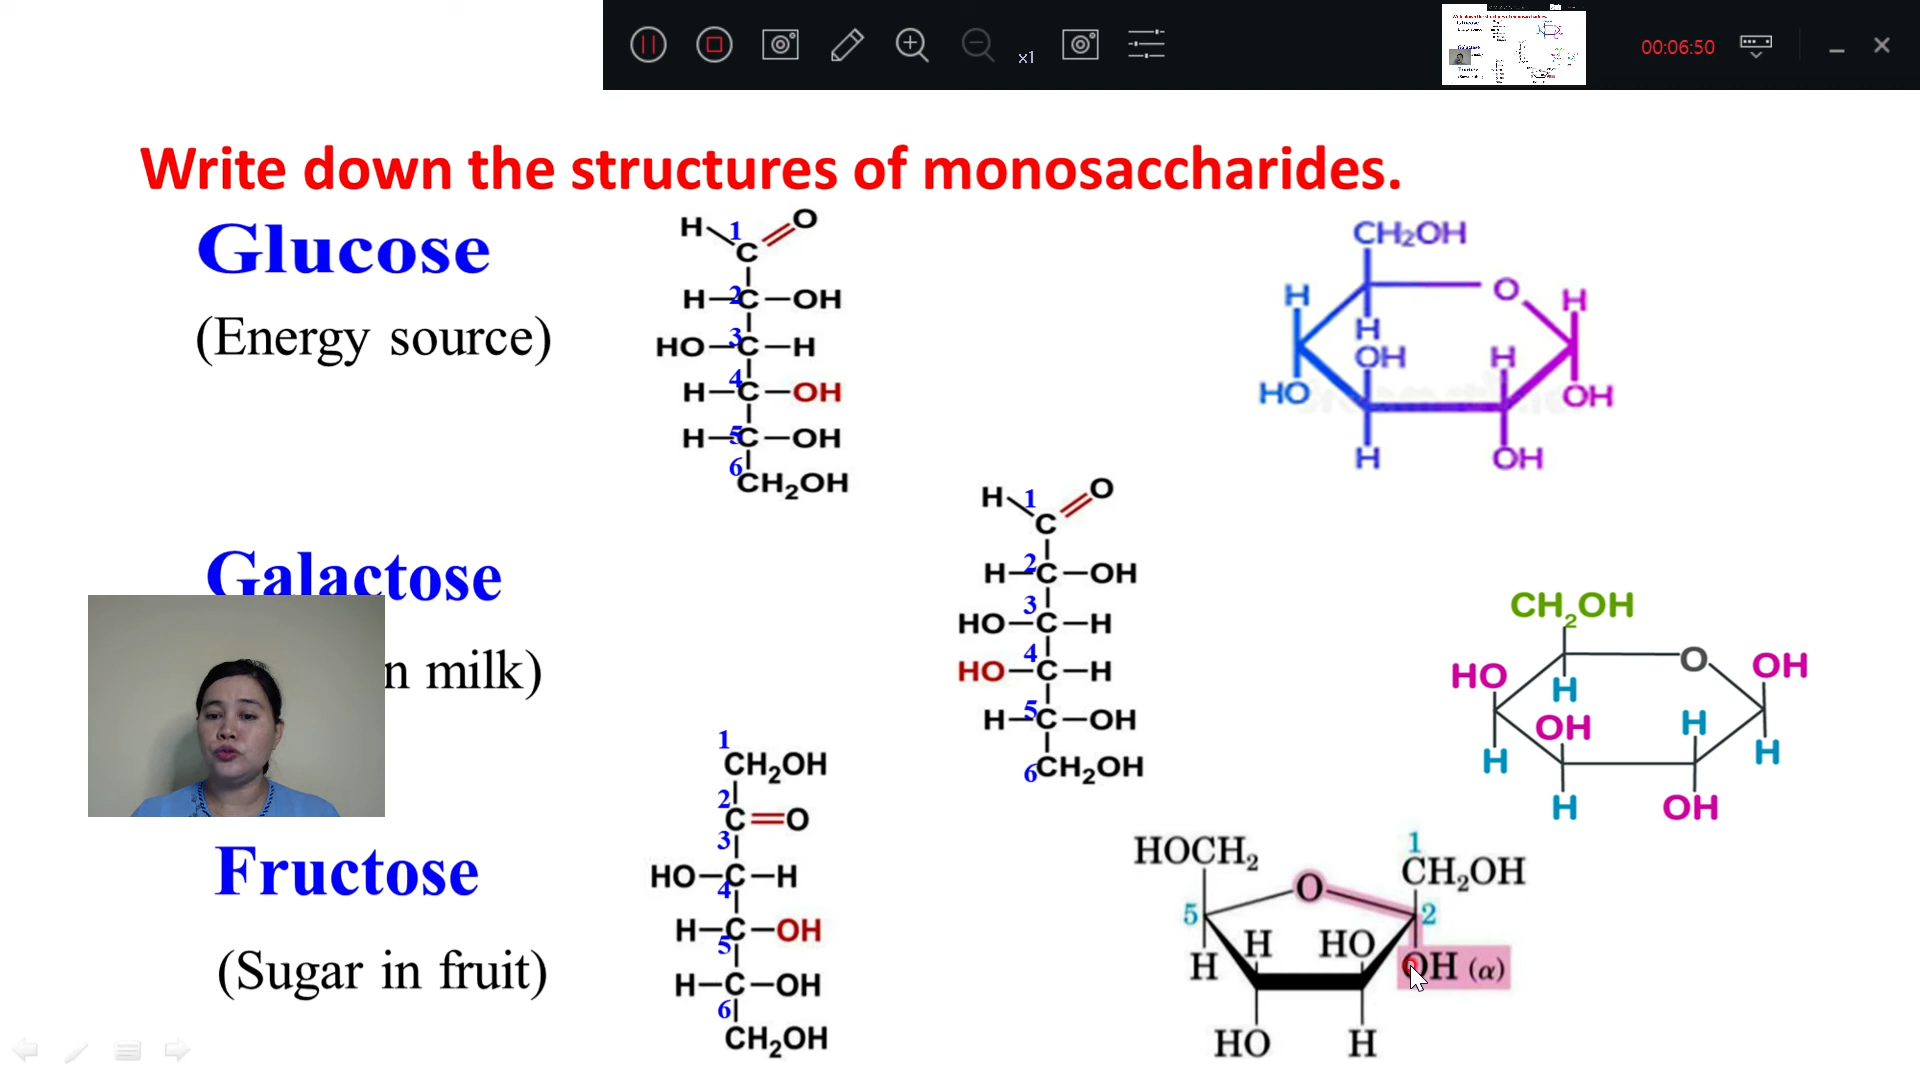 x1
00:06:50
Write down the structures of monosaccharides.
Glucose
(Energy source)
H 1 O
C
H 2 C OH
3
HO C H
4
H C OH
H 5 C OH
6
CH₂OH
CH₂OH
O
H H
H
OH H
HO OH
H OH
Galactose
n milk)
H 1 O
C
H 2 C OH
3
HO C H
4
HO C H
H 5 C OH
6 CH₂OH
CH₂OH
O
HO OH
H
OH H
H H
H OH
Fructose
(Sugar in fruit)
1
CH₂OH
2
C O
3
HO C H
4
H C OH
5
H C OH
6
CH₂OH
HOCH₂ 1
CH₂OH
O
5 2
H HO
H OH (α)
HO H